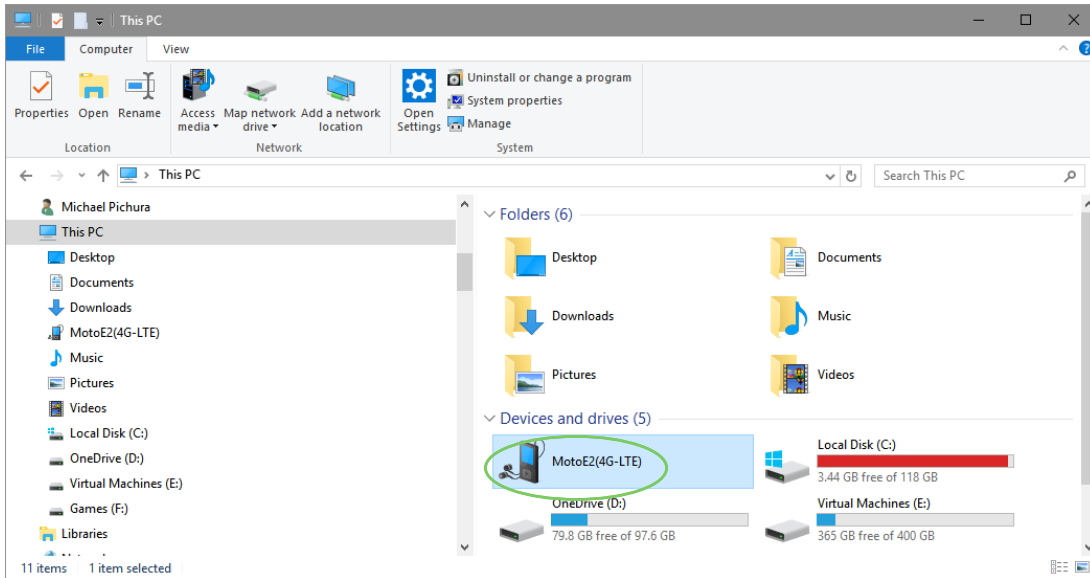 This PC
File Computer View
Properties Open Rename Access media Map network drive Add a network location Open Settings Uninstall or change a program
System properties
Manage
Location Network System
This PC Search This PC
Michael Pichura
This PC
Desktop
Documents
Downloads
MotoE2(4G-LTE)
Music
Pictures
Videos
Local Disk (C:)
OneDrive (D:)
Virtual Machines (E:)
Games (F:)
Libraries
Folders (6)
Desktop Documents
Downloads Music
Pictures Videos
Devices and drives (5)
MotoE2(4G-LTE)
Local Disk (C:)
3.44 GB free of 118 GB
OneDrive (D:)
79.8 GB free of 97.6 GB
Virtual Machines (E:)
365 GB free of 400 GB
11 items 1 item selected